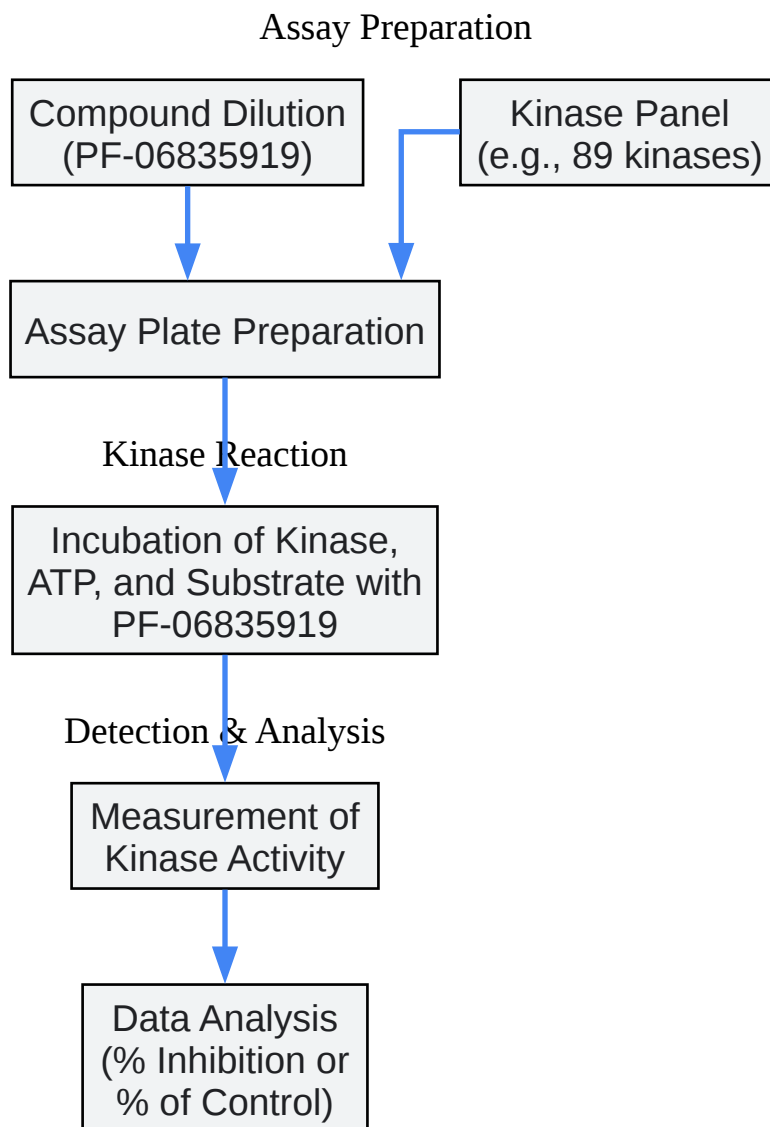 Assay Preparation
Compound Dilution
(PF-06835919)
Kinase Panel
(e.g., 89 kinases)
Assay Plate Preparation
Kinase Reaction
Incubation of Kinase,
ATP, and Substrate with
PF-06835919
Detection & Analysis
Measurement of
Kinase Activity
Data Analysis
(% Inhibition or
% of Control)